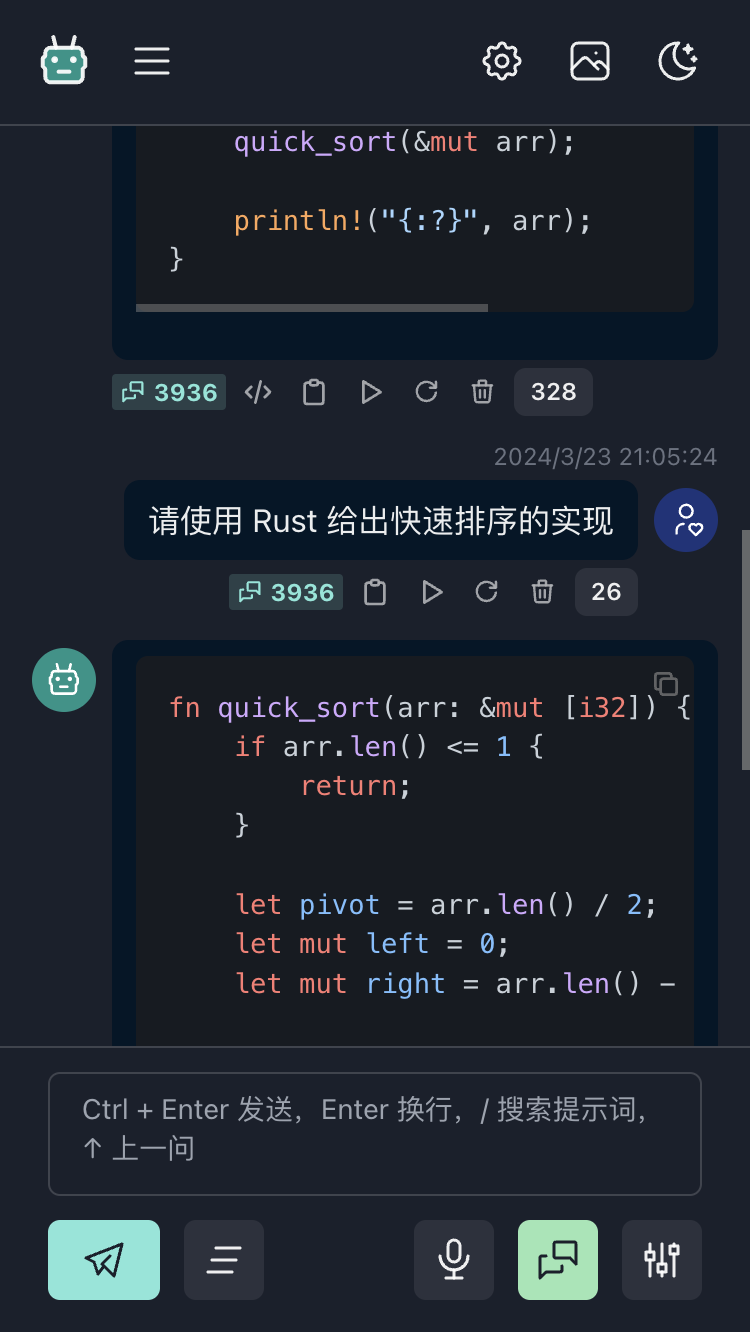 quick_sort(&mut arr);

    println!("{:?}", arr);
}
3936
328
2024/3/23 21:05:24
请使用 Rust 给出快速排序的实现
3936
26
fn quick_sort(arr: &mut [i32]) {
    if arr.len() <= 1 {
        return;
    }

    let pivot = arr.len() / 2;
    let mut left = 0;
    let mut right = arr.len() -
Ctrl + Enter 发送，Enter 换行，/ 搜索提示词，
↑ 上一问